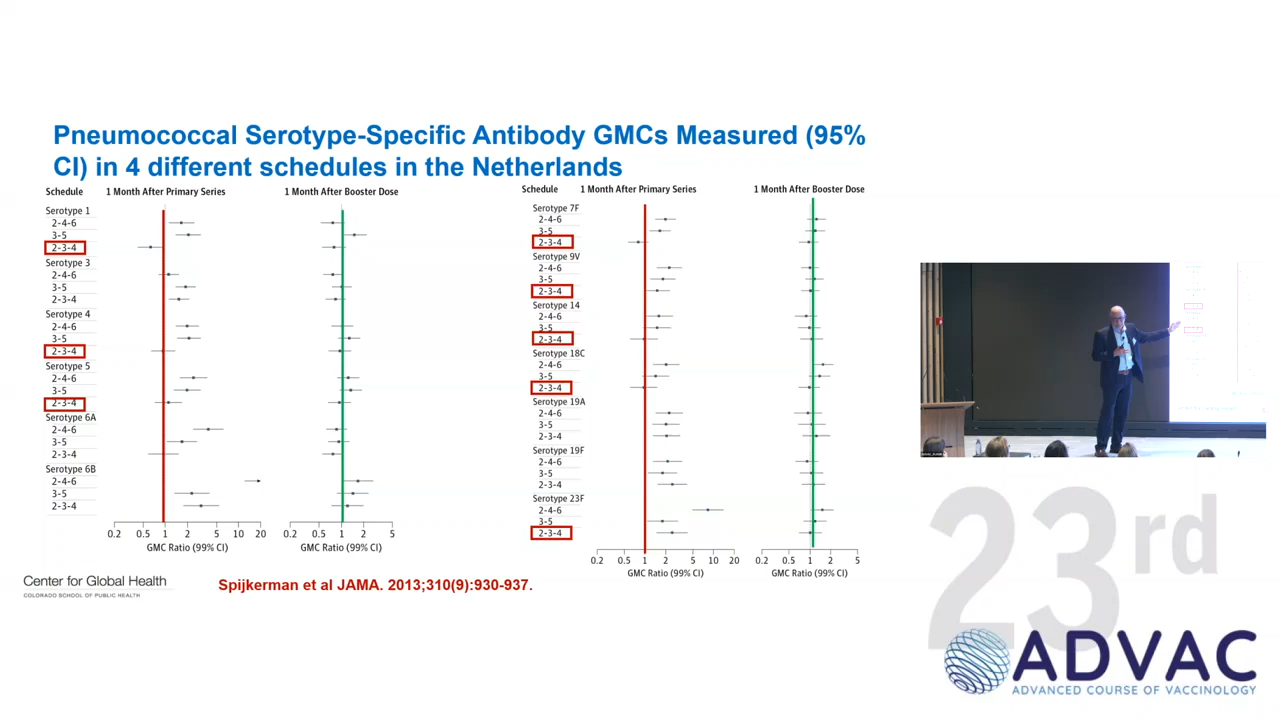 Pneumococcal Serotype-Specific Antibody GMCs Measured (95%
CI) in 4 different schedules in the Netherlands
Schedule 1 Month After Primary Series 1 Month After Booster Dose
Serotype 1
2-4-6
3-5
2-3-4
Serotype 3
2-4-6
3-5
2-3-4
Serotype 4
2-4-6
3-5
2-3-4
Serotype 5
2-4-6
3-5
2-3-4
Serotype 6A
2-4-6
3-5
2-3-4
Serotype 6B
2-4-6
3-5
2-3-4
0.2 0.5 1 2 5 10 20 0.2 0.5 1 2 5
GMC Ratio (99% CI) GMC Ratio (99% CI)
Schedule 1 Month After Primary Series 1 Month After Booster Dose
Serotype 7F
2-4-6
3-5
2-3-4
Serotype 9V
2-4-6
3-5
2-3-4
Serotype 14
2-4-6
3-5
2-3-4
Serotype 18C
2-4-6
3-5
2-3-4
Serotype 19A
2-4-6
3-5
2-3-4
Serotype 19F
2-4-6
3-5
2-3-4
Serotype 23F
2-4-6
3-5
2-3-4
0.2 0.5 1 2 5 10 20 0.2 0.5 1 2 5
GMC Ratio (99% CI) GMC Ratio (99% CI)
Center for Global Health
COLORADO SCHOOL OF PUBLIC HEALTH
Spijkerman et al JAMA. 2013;310(9):930-937.
23rd
ADVAC
ADVANCED COURSE OF VACCINOLOGY